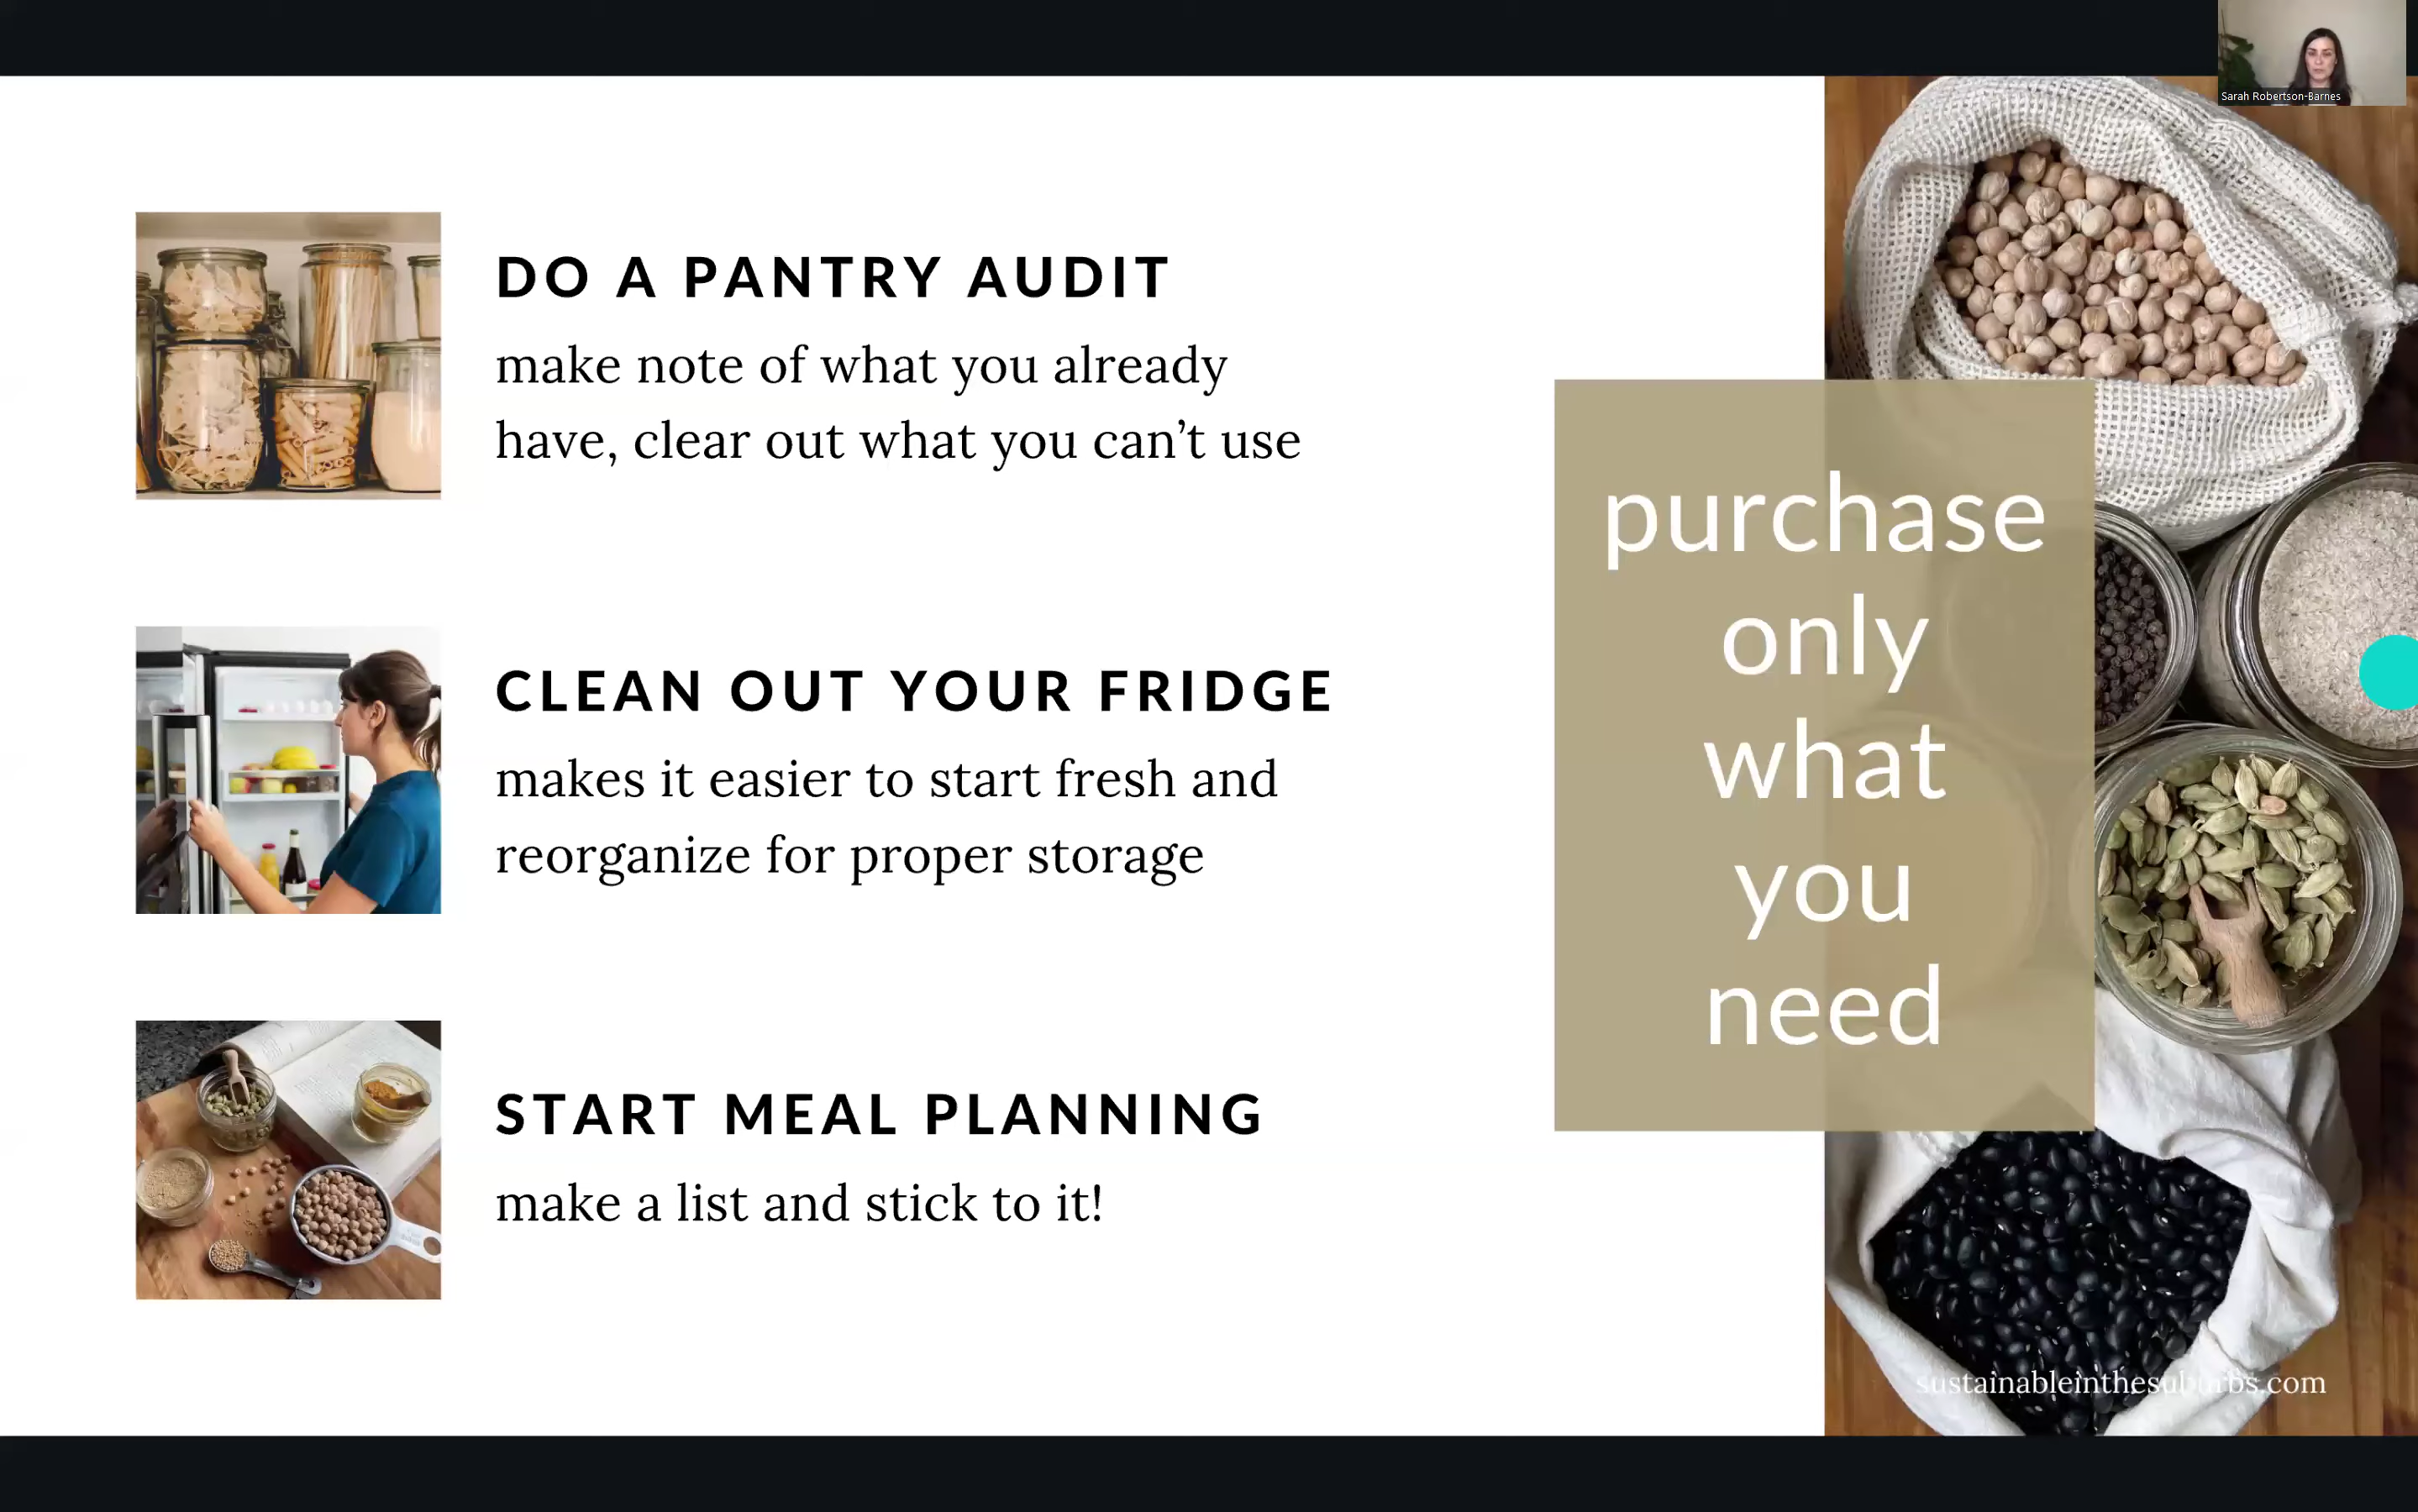 Sarah Robertson-Barnes
DO A PANTRY AUDIT
make note of what you already
have, clear out what you can’t use
CLEAN OUT YOUR FRIDGE
makes it easier to start fresh and
reorganize for proper storage
START MEAL PLANNING
make a list and stick to it!
purchase
only
what
you
need
sustainableinthesuburbs.com